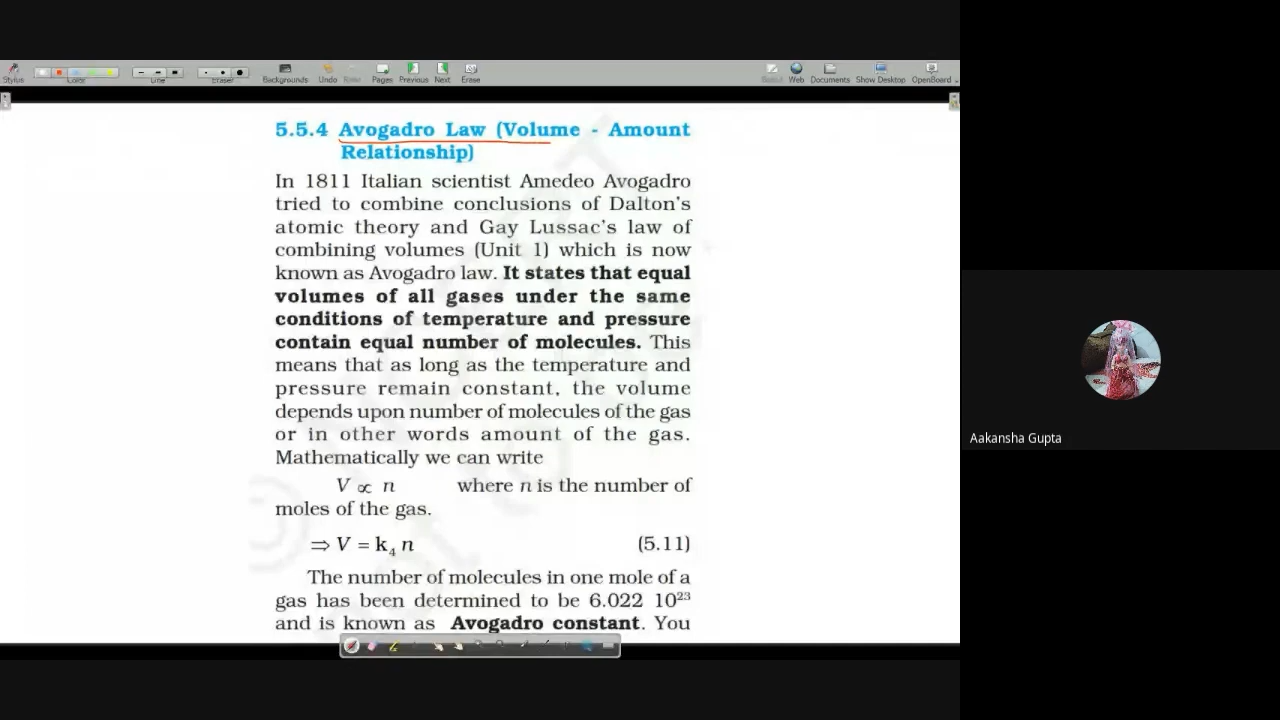 Stylus Color Line Eraser Backgrounds Undo Redo Pages Previous Next Erase Web Documents Show Desktop OpenBoard
5.5.4 Avogadro Law (Volume - Amount
Relationship)
In 1811 Italian scientist Amedeo Avogadro
tried to combine conclusions of Dalton's
atomic theory and Gay Lussac's law of
combining volumes (Unit 1) which is now
known as Avogadro law. It states that equal
volumes of all gases under the same
conditions of temperature and pressure
contain equal number of molecules. This
means that as long as the temperature and
pressure remain constant, the volume
depends upon number of molecules of the gas
or in other words amount of the gas.
Mathematically we can write
V ∝ n where n is the number of
moles of the gas.
⇒ V = k₄ n (5.11)
The number of molecules in one mole of a
gas has been determined to be 6.022 10²³
and is known as Avogadro constant. You
Aakansha Gupta